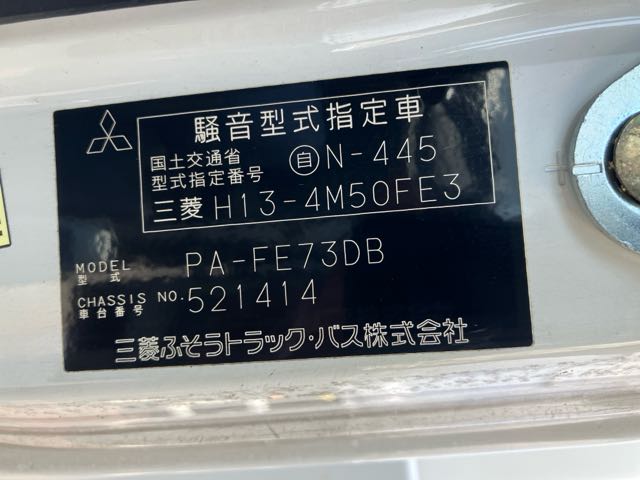 騒音型式指定車
国土交通省
型式指定番号 自N-445
三菱 H13-4M50FE3
MODEL
型式 PA-FE73DB
CHASSIS NO.
車台番号 521414
三菱ふそうトラック・バス株式会社